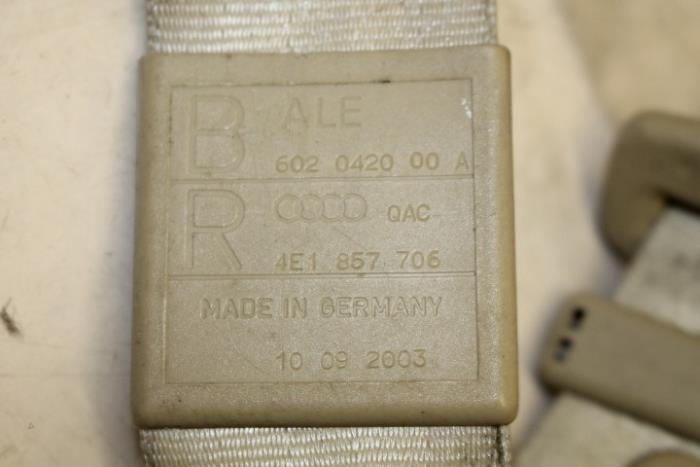 B ALE
602 0420 00 A
R QAC
4E1 857 706
MADE IN GERMANY
10 09 2003